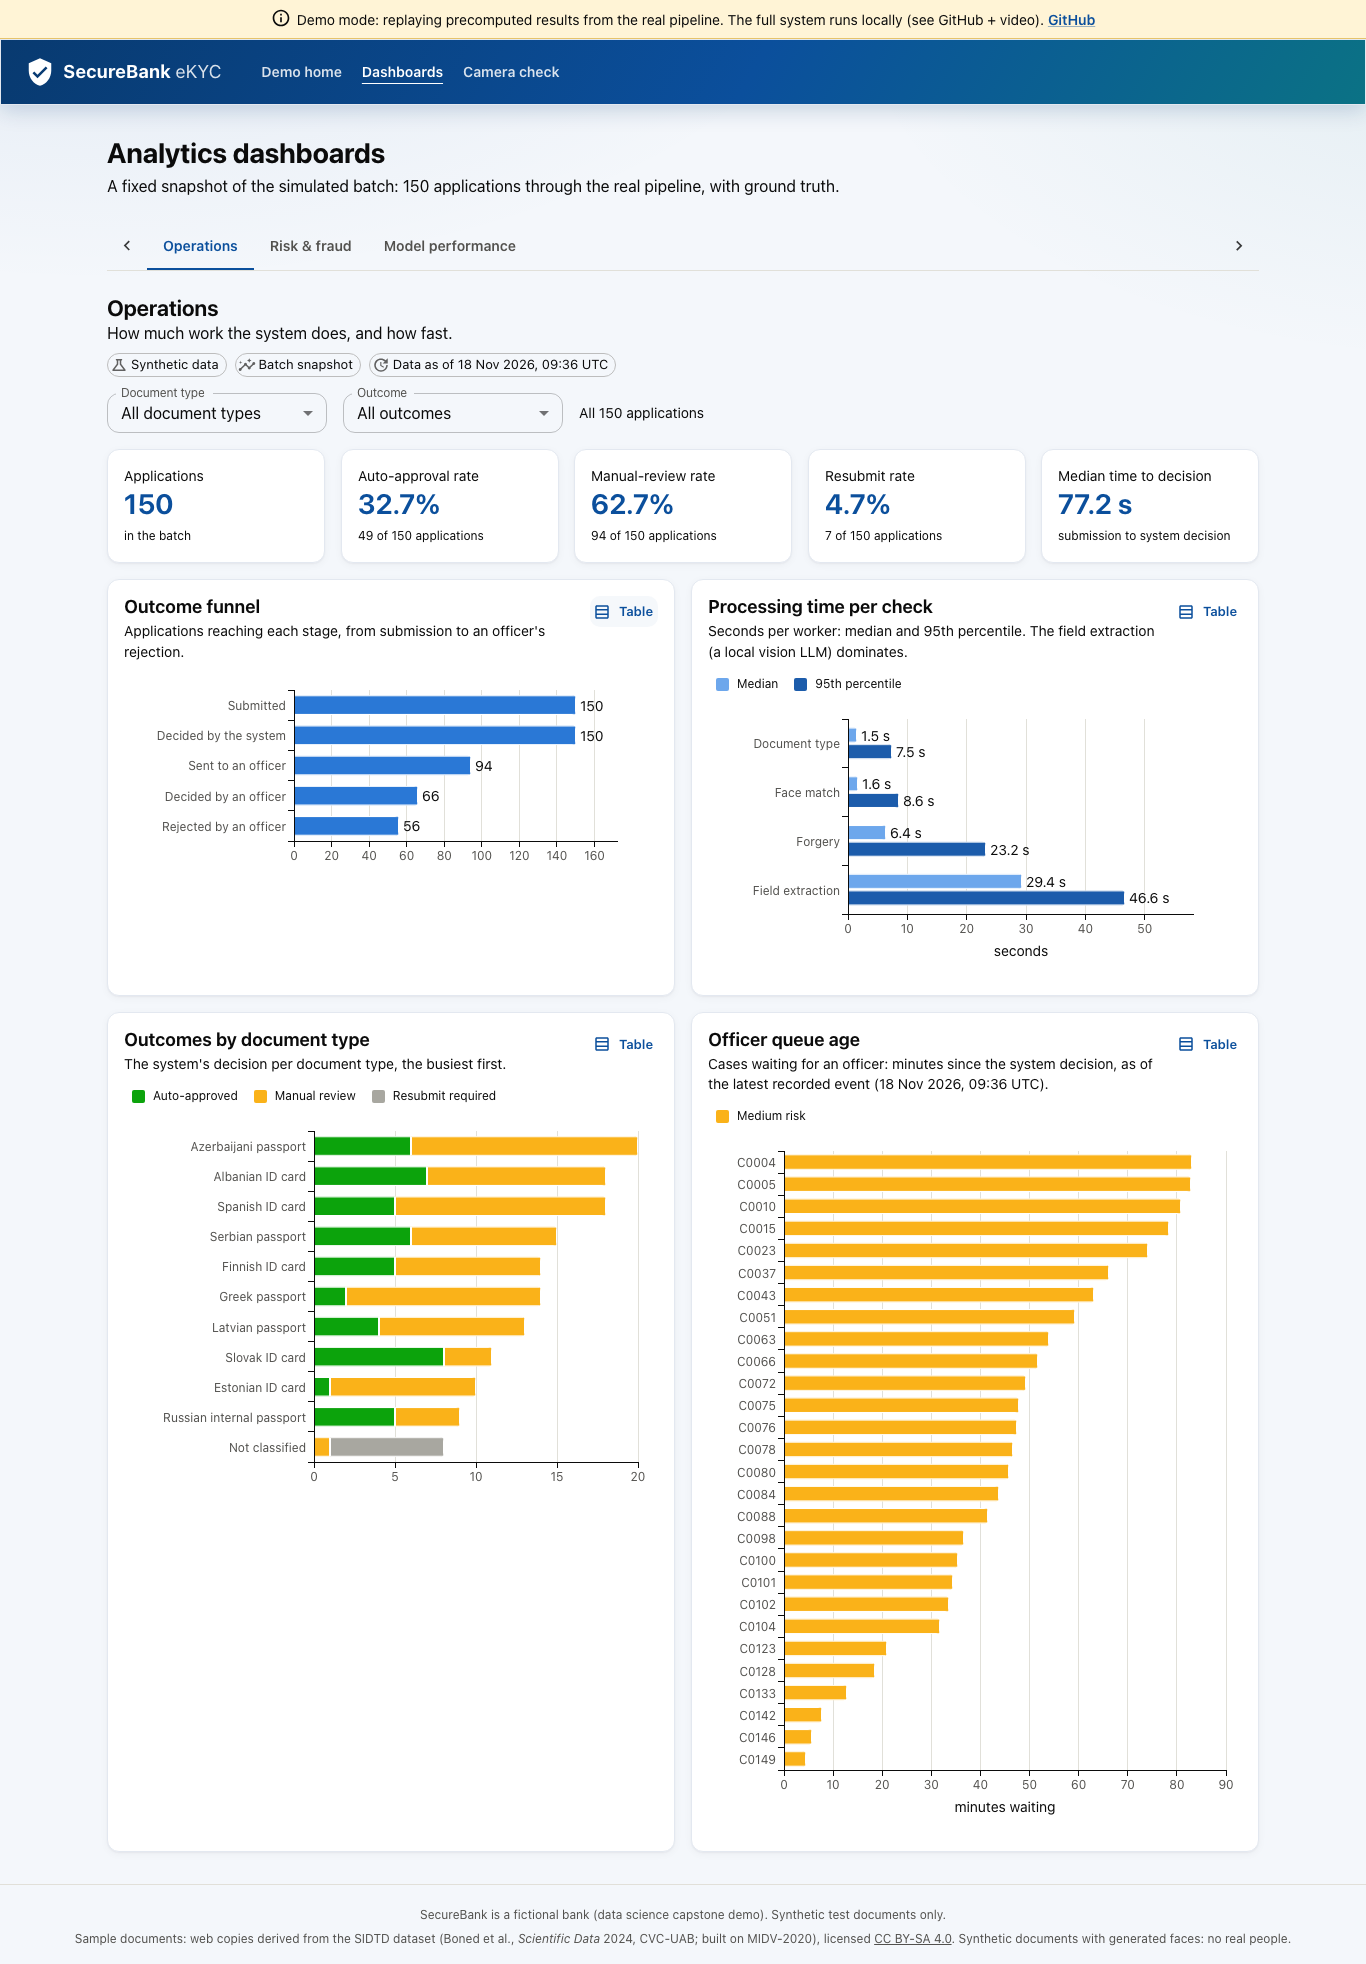 Demo mode: replaying precomputed results from the real pipeline. The full system runs locally (see GitHub + video). GitHub
SecureBank eKYC
Demo home
Dashboards
Camera check
Analytics dashboards
A fixed snapshot of the simulated batch: 150 applications through the real pipeline, with ground truth.
Operations
Risk & fraud
Model performance
Operations
How much work the system does, and how fast.
Synthetic data
Batch snapshot
Data as of 18 Nov 2026, 09:36 UTC
Document type
All document types
Outcome
All outcomes
All 150 applications
Applications
150
in the batch
Auto-approval rate
32.7%
49 of 150 applications
Manual-review rate
62.7%
94 of 150 applications
Resubmit rate
4.7%
7 of 150 applications
Median time to decision
77.2 s
submission to system decision
Outcome funnel
Table
Applications reaching each stage, from submission to an officer's
rejection.
Submitted
150
Decided by the system
150
Sent to an officer
94
Decided by an officer
66
Rejected by an officer
56
0 20 40 60 80 100 120 140 160
Processing time per check
Table
Seconds per worker: median and 95th percentile. The field extraction
(a local vision LLM) dominates.
Median
95th percentile
Document type
1.5 s
7.5 s
Face match
1.6 s
8.6 s
Forgery
6.4 s
23.2 s
Field extraction
29.4 s
46.6 s
0 10 20 30 40 50
seconds
Outcomes by document type
Table
The system's decision per document type, the busiest first.
Auto-approved
Manual review
Resubmit required
Azerbaijani passport
Albanian ID card
Spanish ID card
Serbian passport
Finnish ID card
Greek passport
Latvian passport
Slovak ID card
Estonian ID card
Russian internal passport
Not classified
0 5 10 15 20
Officer queue age
Table
Cases waiting for an officer: minutes since the system decision, as of
the latest recorded event (18 Nov 2026, 09:36 UTC).
Medium risk
C0004
C0005
C0010
C0015
C0023
C0037
C0043
C0051
C0063
C0066
C0072
C0075
C0076
C0078
C0080
C0084
C0088
C0098
C0100
C0101
C0102
C0104
C0123
C0128
C0133
C0142
C0146
C0149
0 10 20 30 40 50 60 70 80 90
minutes waiting
SecureBank is a fictional bank (data science capstone demo). Synthetic test documents only.
Sample documents: web copies derived from the SIDTD dataset (Boned et al., Scientific Data 2024, CVC-UAB; built on MIDV-2020), licensed CC BY-SA 4.0. Synthetic documents with generated faces: no real people.